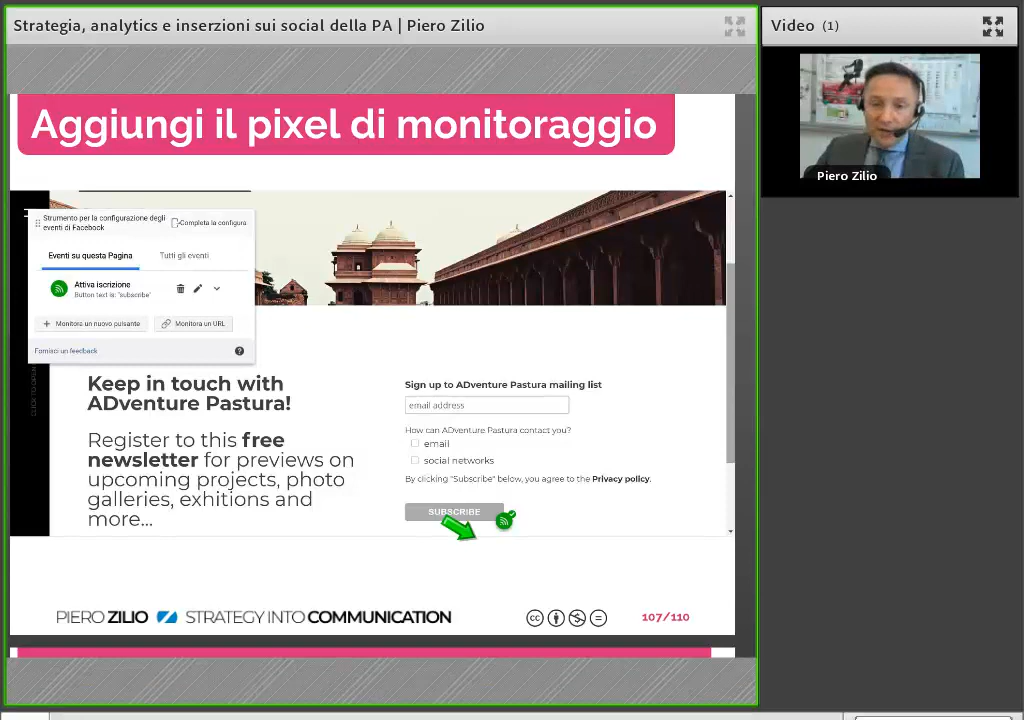 Strategia, analytics e inserzioni sui social della PA | Piero Zilio
Video (1)
Piero Zilio
Aggiungi il pixel di monitoraggio
Strumento per la configurazione degli
eventi di Facebook
Completa la configura
Eventi su questa Pagina
Tutti gli eventi
Attiva iscrizione
Button text is: "subscribe"
+ Monitora un nuovo pulsante
Monitora un URL
Fornisci un feedback
CLICK TO OPEN
Keep in touch with
ADventure Pastura!
Register to this free
newsletter for previews on
upcoming projects, photo
galleries, exhitions and
more...
Sign up to ADventure Pastura mailing list
email address
How can ADventure Pastura contact you?
email
social networks
By clicking "Subscribe" below, you agree to the Privacy policy.
SUBSCRIBE
PIERO ZILIO STRATEGY INTO COMMUNICATION
cc
107/110